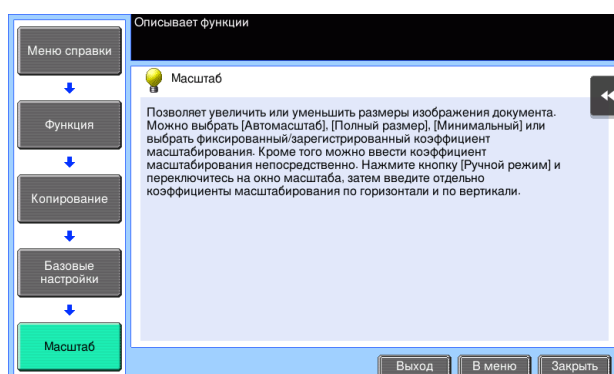 Описывает функции
Меню справки
Функция
Копирование
Базовые
настройки
Масштаб
Масштаб
Позволяет увеличить или уменьшить размеры изображения документа.
Можно выбрать [Автомасштаб], [Полный размер], [Минимальный] или
выбрать фиксированный/зарегистрированный коэффициент
масштабирования. Кроме того можно ввести коэффициент
масштабирования непосредственно. Нажмите кнопку [Ручной режим] и
переключитесь на окно масштаба, затем введите отдельно
коэффициенты масштабирования по горизонтали и по вертикали.
Выход
В меню
Закрыть